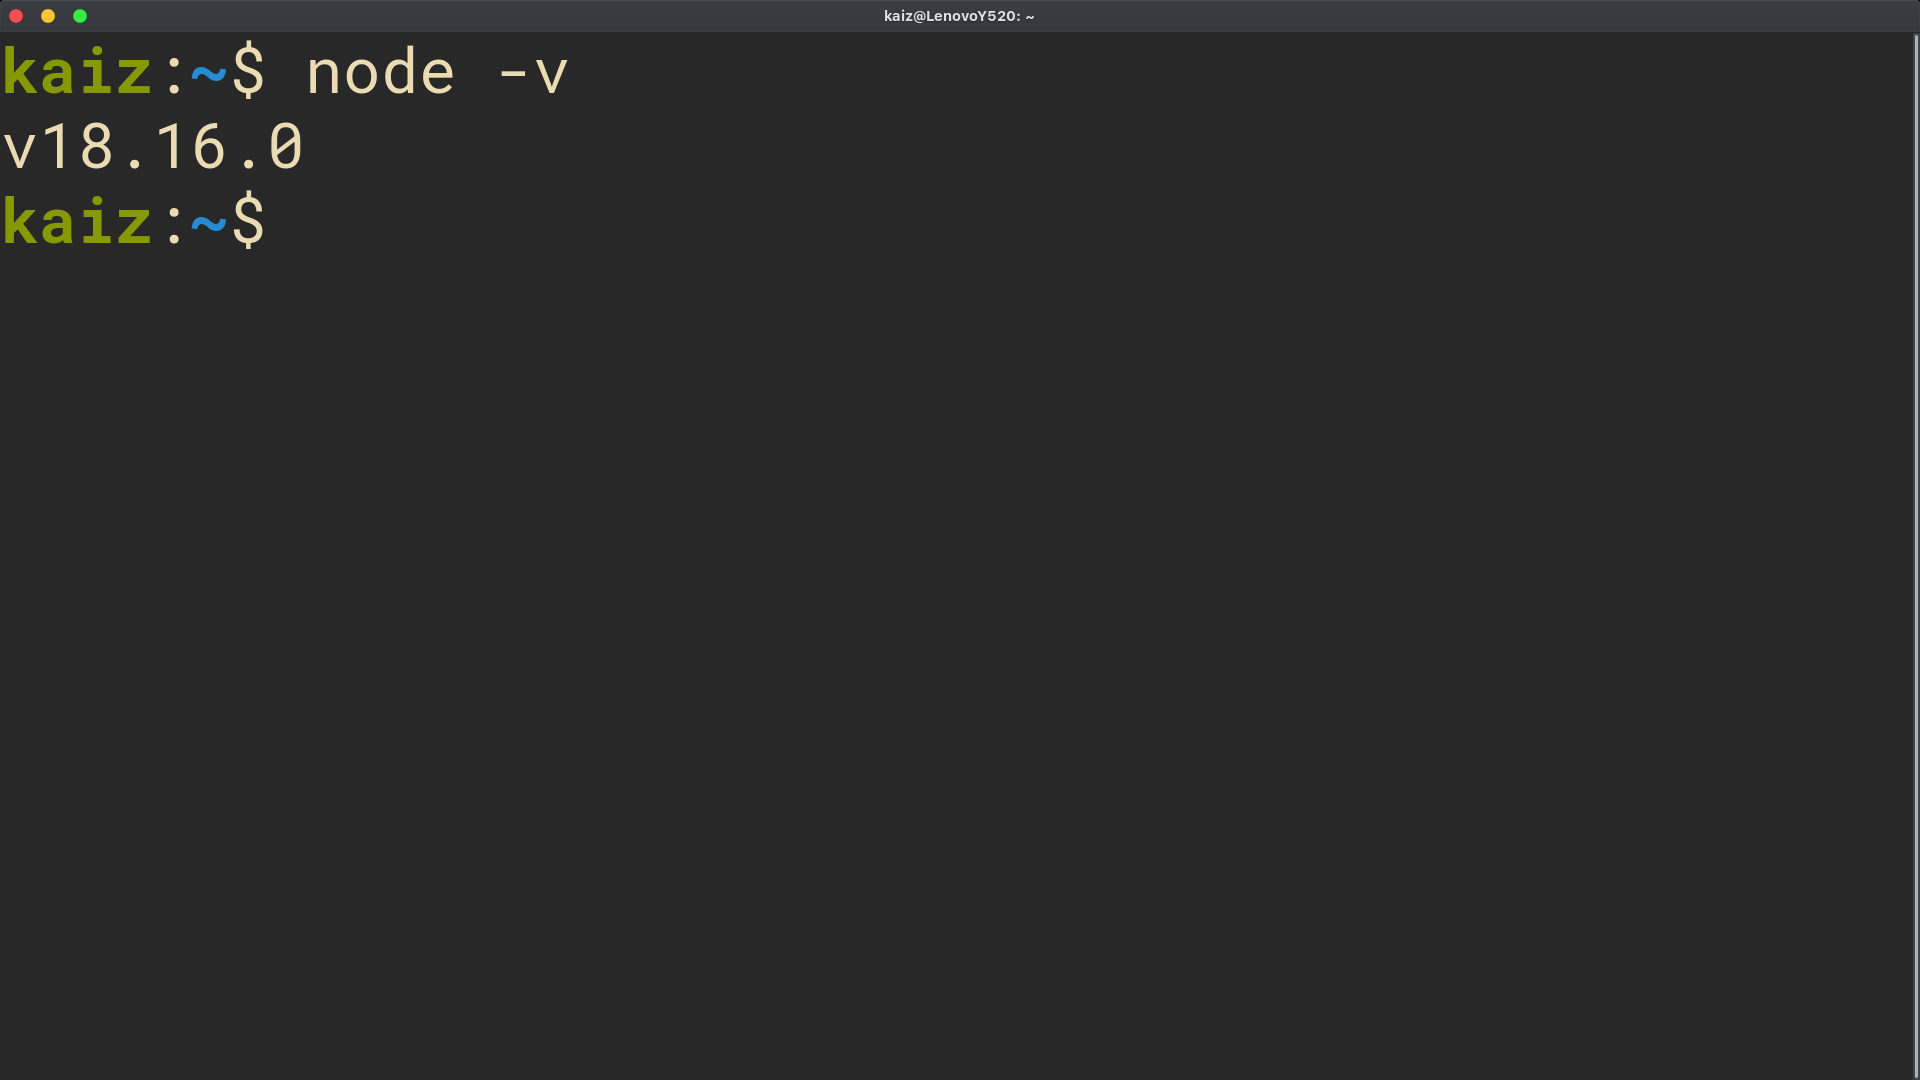 kaiz@LenovoY520: ~
kaiz:~$ node -v
v18.16.0
kaiz:~$